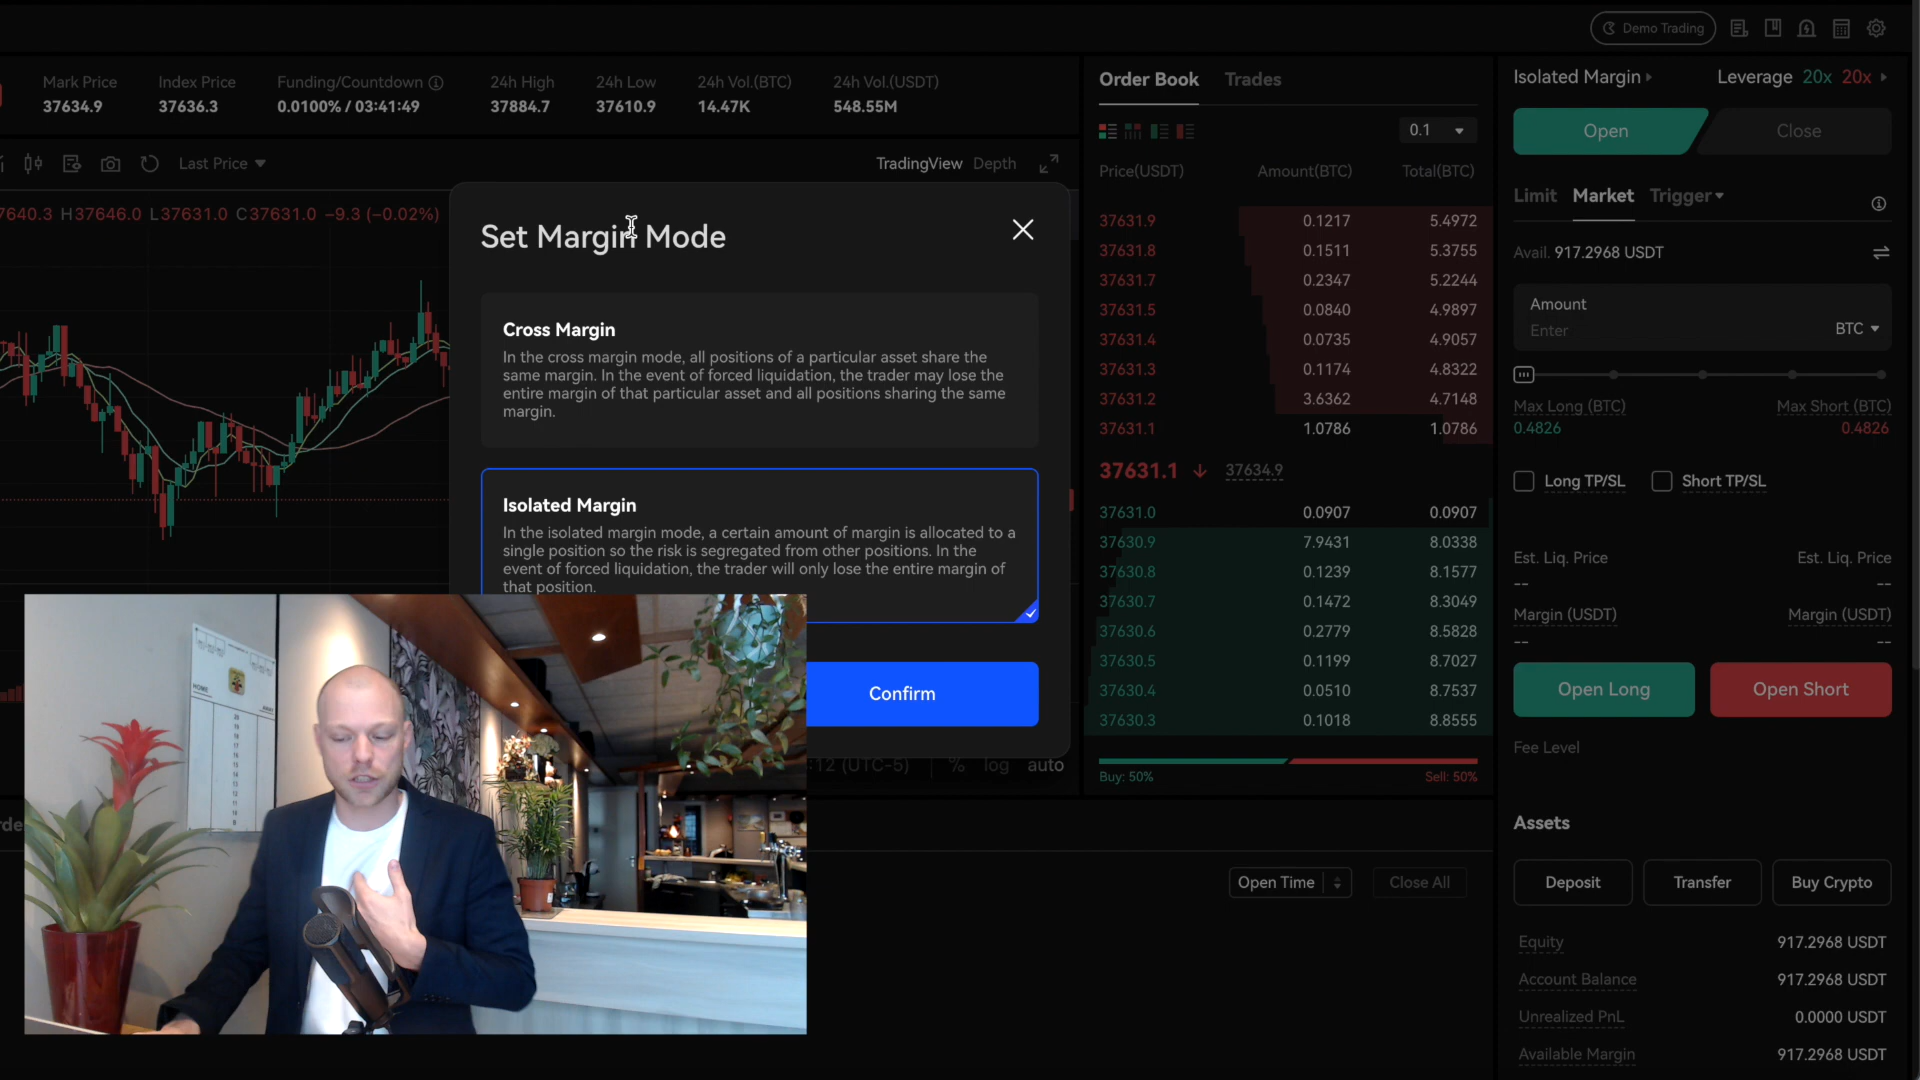 Demo Trading
Mark Price Index Price Funding/Countdown 24h High 24h Low 24h Vol.(BTC) 24h Vol.(USDT)
37634.9 37636.3 0.0100% / 03:41:49 37884.7 37610.9 14.47K 548.55M
Last Price
TradingView Depth
7640.3 H37646.0 L37631.0 C37631.0 −9.3 (−0.02%)
Set Margin Mode
Cross Margin
In the cross margin mode, all positions of a particular asset share the
same margin. In the event of forced liquidation, the trader may lose the
entire margin of that particular asset and all positions sharing the same
margin.
Isolated Margin
In the isolated margin mode, a certain amount of margin is allocated to a
single position so the risk is segregated from other positions. In the
event of forced liquidation, the trader will only lose the entire margin of
that position.
Confirm
:12 (UTC-5) % log auto
Order Book Trades
0.1
Price(USDT) Amount(BTC) Total(BTC)
37631.9 0.1217 5.4972
37631.8 0.1511 5.3755
37631.7 0.2347 5.2244
37631.5 0.0840 4.9897
37631.4 0.0735 4.9057
37631.3 0.1174 4.8322
37631.2 3.6362 4.7148
37631.1 1.0786 1.0786
37631.1 37634.9
37631.0 0.0907 0.0907
37630.9 7.9431 8.0338
37630.8 0.1239 8.1577
37630.7 0.1472 8.3049
37630.6 0.2779 8.5828
37630.5 0.1199 8.7027
37630.4 0.0510 8.7537
37630.3 0.1018 8.8555
Buy: 50% Sell: 50%
Open Time Close All
Isolated Margin Leverage 20x 20x
Open Close
Limit Market Trigger
Avail. 917.2968 USDT
Amount
Enter BTC
Max Long (BTC) Max Short (BTC)
0.4826 0.4826
Long TP/SL Short TP/SL
Est. Liq. Price Est. Liq. Price
-- --
Margin (USDT) Margin (USDT)
-- --
Open Long Open Short
Fee Level
Assets
Deposit Transfer Buy Crypto
Equity 917.2968 USDT
Account Balance 917.2968 USDT
Unrealized PnL 0.0000 USDT
Available Margin 917.2968 USDT
rde
HOME